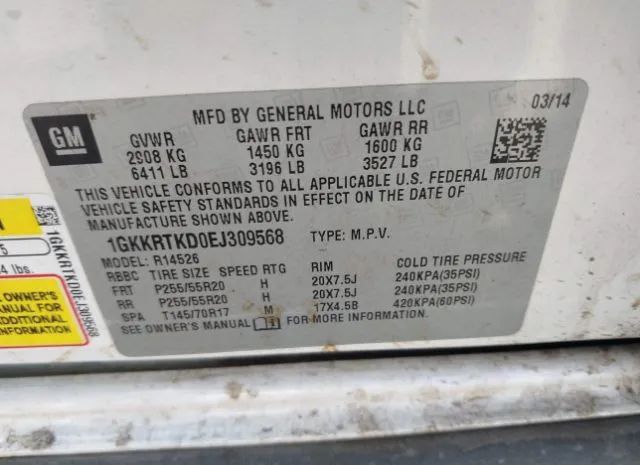 MFD BY GENERAL MOTORS LLC
03/14
GM
GVWR GAWR FRT GAWR RR
2908 KG 1450 KG 1600 KG
6411 LB 3196 LB 3527 LB
THIS VEHICLE CONFORMS TO ALL APPLICABLE U.S. FEDERAL MOTOR
VEHICLE SAFETY STANDARDS IN EFFECT ON THE DATE OF
MANUFACTURE SHOWN ABOVE.
1GKKRTKD0EJ309568 TYPE: M.P.V.
MODEL: R14526
RBBC TIRE SIZE SPEED RTG RIM COLD TIRE PRESSURE
FRT P255/55R20 H 20X7.5J 240KPA(35PSI)
RR P255/55R20 H 20X7.5J 240KPA(35PSI)
SPA T145/70R17 M 17X4.5B 420KPA(60PSI)
SEE OWNER'S MANUAL FOR MORE INFORMATION.
5
lbs.
1GKKRTKD0EJ309568
OWNER'S
MANUAL FOR
ADDITIONAL
INFORMATION